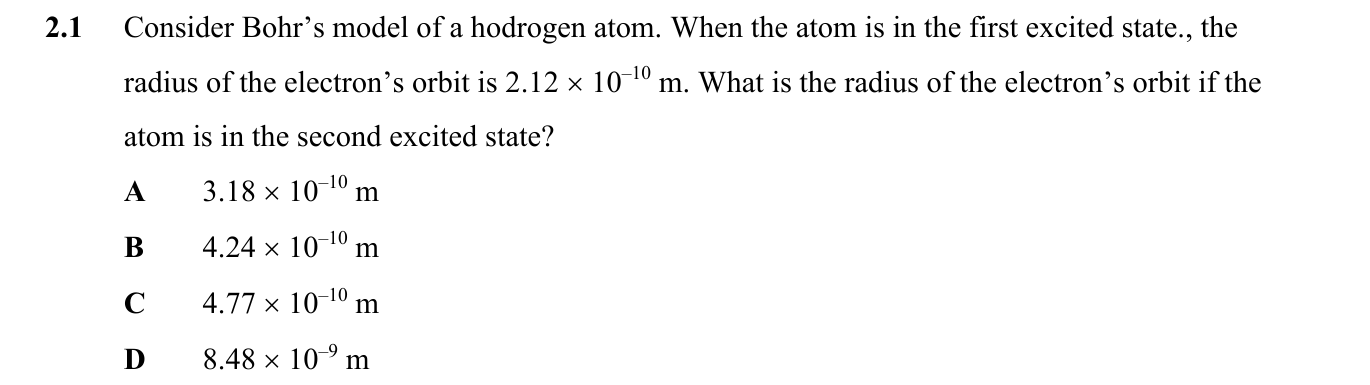 2.1 Consider Bohr’s model of a hodrogen atom. When the atom is in the first excited state., the
radius of the electron’s orbit is 2.12 × 10⁻¹⁰ m. What is the radius of the electron’s orbit if the
atom is in the second excited state?
A 3.18 × 10⁻¹⁰ m
B 4.24 × 10⁻¹⁰ m
C 4.77 × 10⁻¹⁰ m
D 8.48 × 10⁻⁹ m